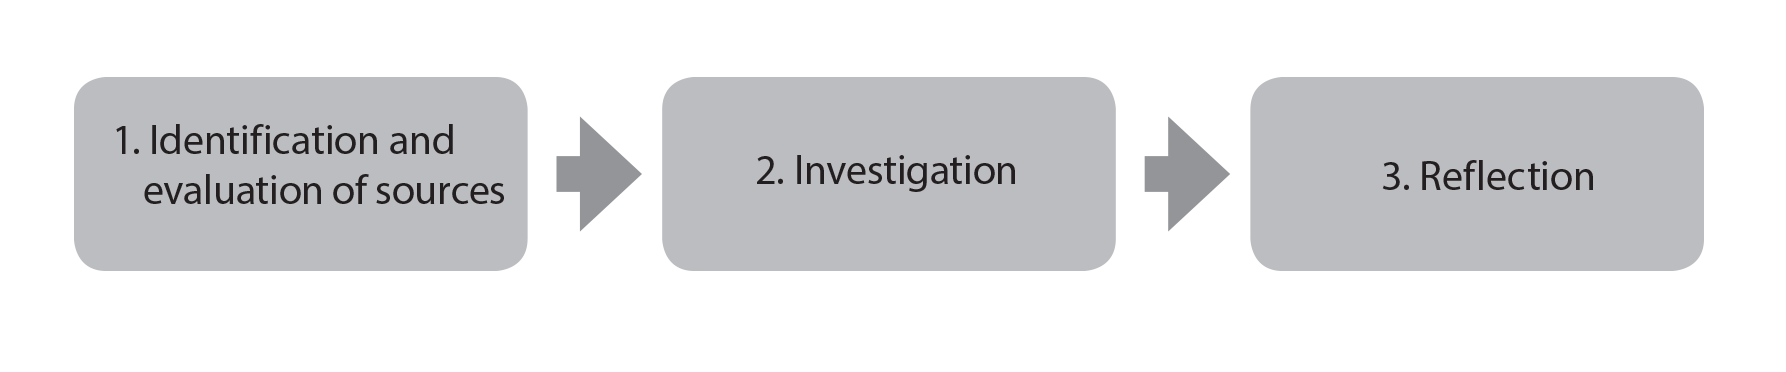 1. Identification and
evaluation of sources
2. Investigation
3. Reflection